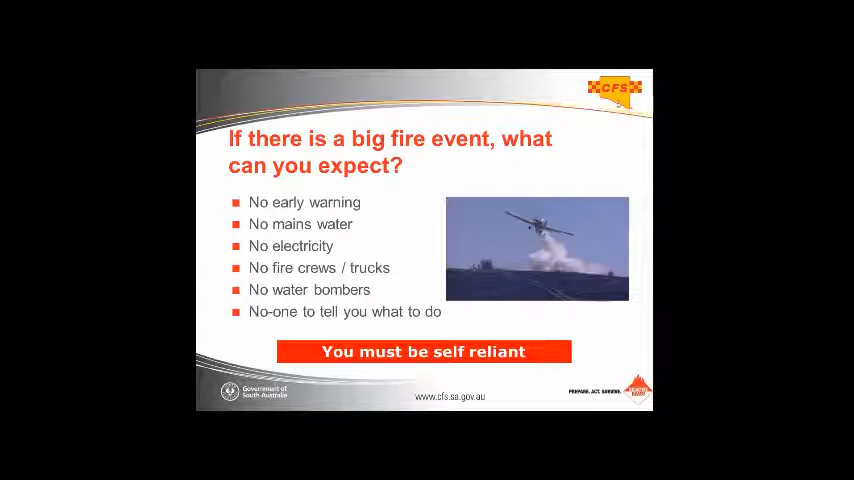 CFS
If there is a big fire event, what
can you expect?
No early warning
No mains water
No electricity
No fire crews / trucks
No water bombers
No-one to tell you what to do
You must be self reliant
Government of
South Australia
www.cfs.sa.gov.au
PREPARE. ACT. SURVIVE.
BUSHFIRE
READY